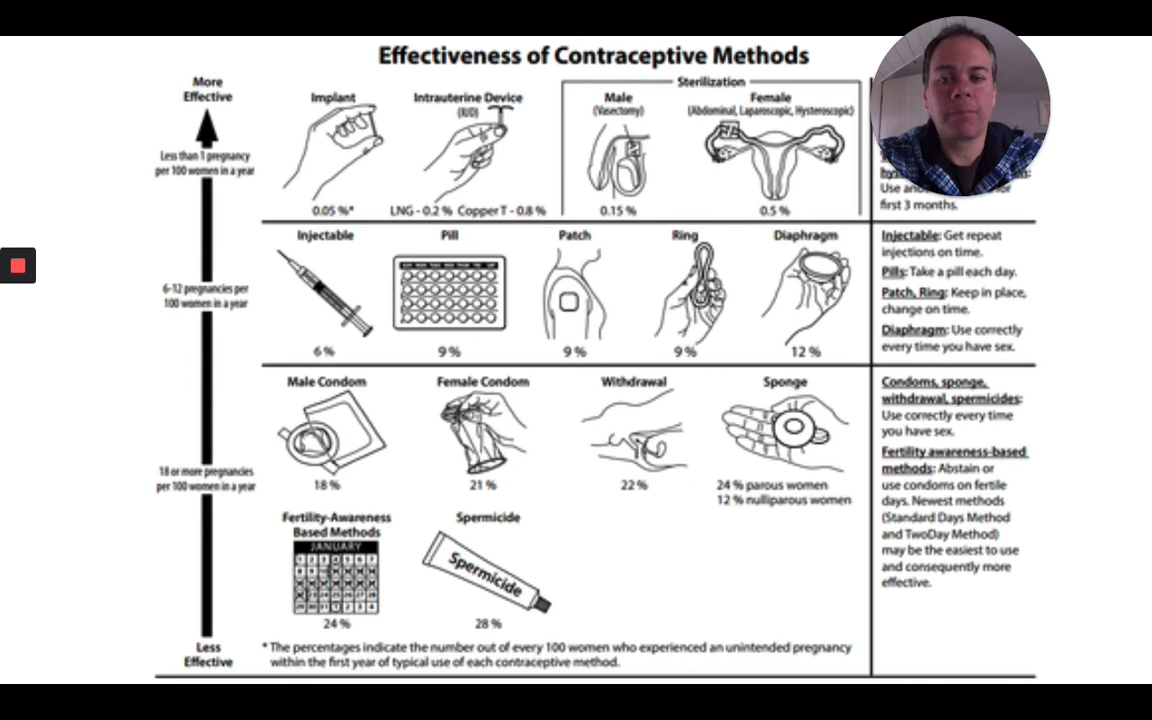 Effectiveness of Contraceptive Methods
More
Effective
Less than 1 pregnancy
per 100 women in a year
6-12 pregnancies per
100 women in a year
18 or more pregnancies
per 100 women in a year
Less
Effective
Implant
0.05 %*
Intrauterine Device
(IUD)
LNG - 0.2 % Copper T - 0.8 %
Sterilization
Male
(Vasectomy)
0.15 %
Female
(Abdominal, Laparoscopic, Hysteroscopic)
0.5 %
Use for
first 3 months.
Injectable
6 %
Pill
9 %
Patch
9 %
Ring
9 %
Diaphragm
12 %
Injectable: Get repeat
injections on time.
Pills: Take a pill each day.
Patch, Ring: Keep in place,
change on time.
Diaphragm: Use correctly
every time you have sex.
Male Condom
18 %
Female Condom
21 %
Withdrawal
22 %
Sponge
24 % parous women
12 % nulliparous women
Fertility-Awareness
Based Methods
JANUARY
24 %
Spermicide
Spermicide
28 %
Condoms, sponge,
withdrawal, spermicides:
Use correctly every time
you have sex.
Fertility awareness-based
methods: Abstain or
use condoms on fertile
days. Newest methods
(Standard Days Method
and TwoDay Method)
may be the easiest to use
and consequently more
effective.
* The percentages indicate the number out of every 100 women who experienced an unintended pregnancy
within the first year of typical use of each contraceptive method.